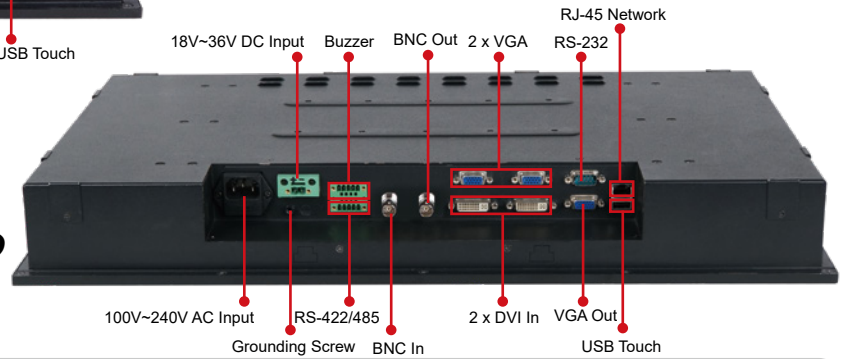 USB Touch
RJ-45 Network
18V~36V DC Input
Buzzer
BNC Out
2 x VGA
RS-232
100V~240V AC Input
RS-422/485
2 x DVI In
VGA Out
Grounding Screw
BNC In
USB Touch